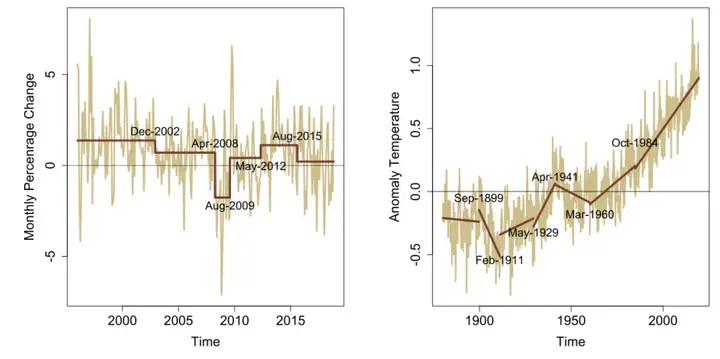 Monthly Percemrage Change
5
0
-5
Dec-2002
Apr-2008
Aug-2015
May-2012
Aug-2009
2000 2005 2010 2015
Time
Anomaly Temperature
1.0
0.5
0.0
-0.5
Oct-1984
Apr-1941
Sep-1899
Mar-1960
May-1929
Feb-1911
1900 1950 2000
Time